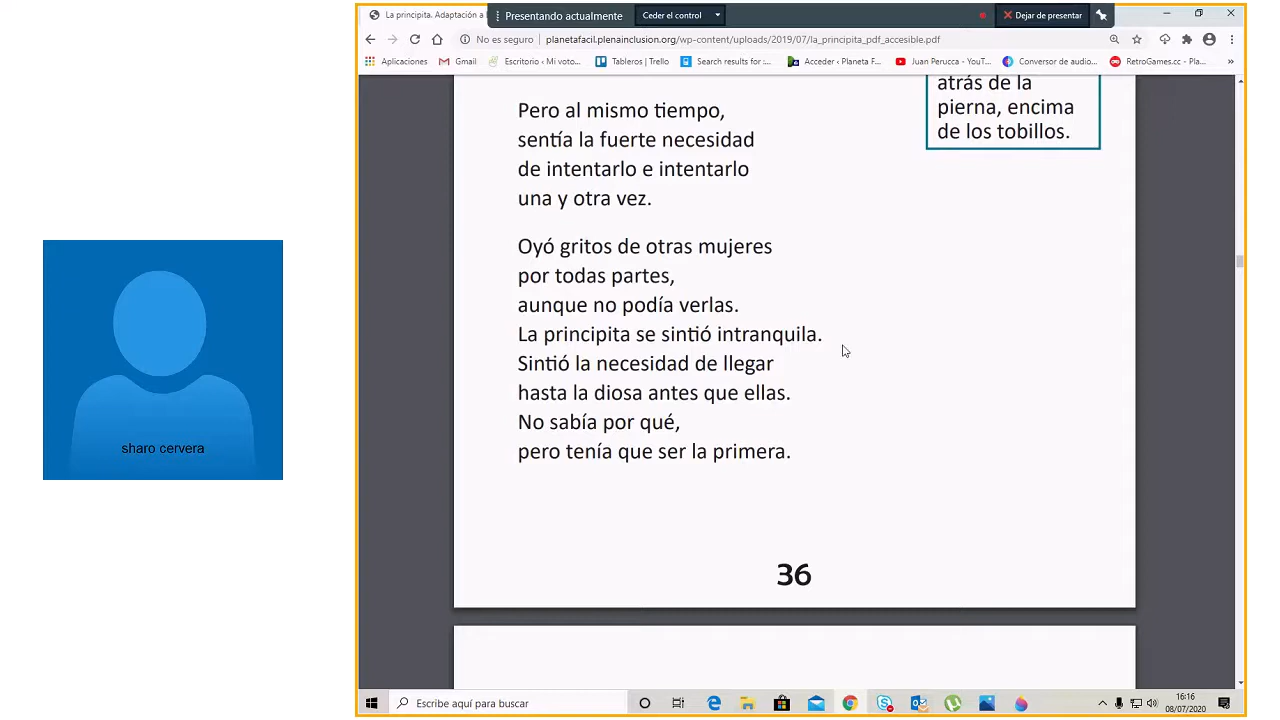 La principita. Adaptación a
Presentando actualmente
Ceder el control
Dejar de presentar
No es seguro
planetafacil.plenainclusion.org/wp-content/uploads/2019/07/la_principita_pdf_accesible.pdf
Aplicaciones
Gmail
Escritorio ‹ Mi voto...
Tableros | Trello
Search results for:...
Acceder ‹ Planeta F...
Juan Perucca - YouT...
Conversor de audio...
RetroGames.cc - Pla...
»
atrás de la
pierna, encima
de los tobillos.
Pero al mismo tiempo,
sentía la fuerte necesidad
de intentarlo e intentarlo
una y otra vez.
Oyó gritos de otras mujeres
por todas partes,
aunque no podía verlas.
La principita se sintió intranquila.
Sintió la necesidad de llegar
hasta la diosa antes que ellas.
No sabía por qué,
pero tenía que ser la primera.
36
sharo cervera
Escribe aquí para buscar
16:16
08/07/2020